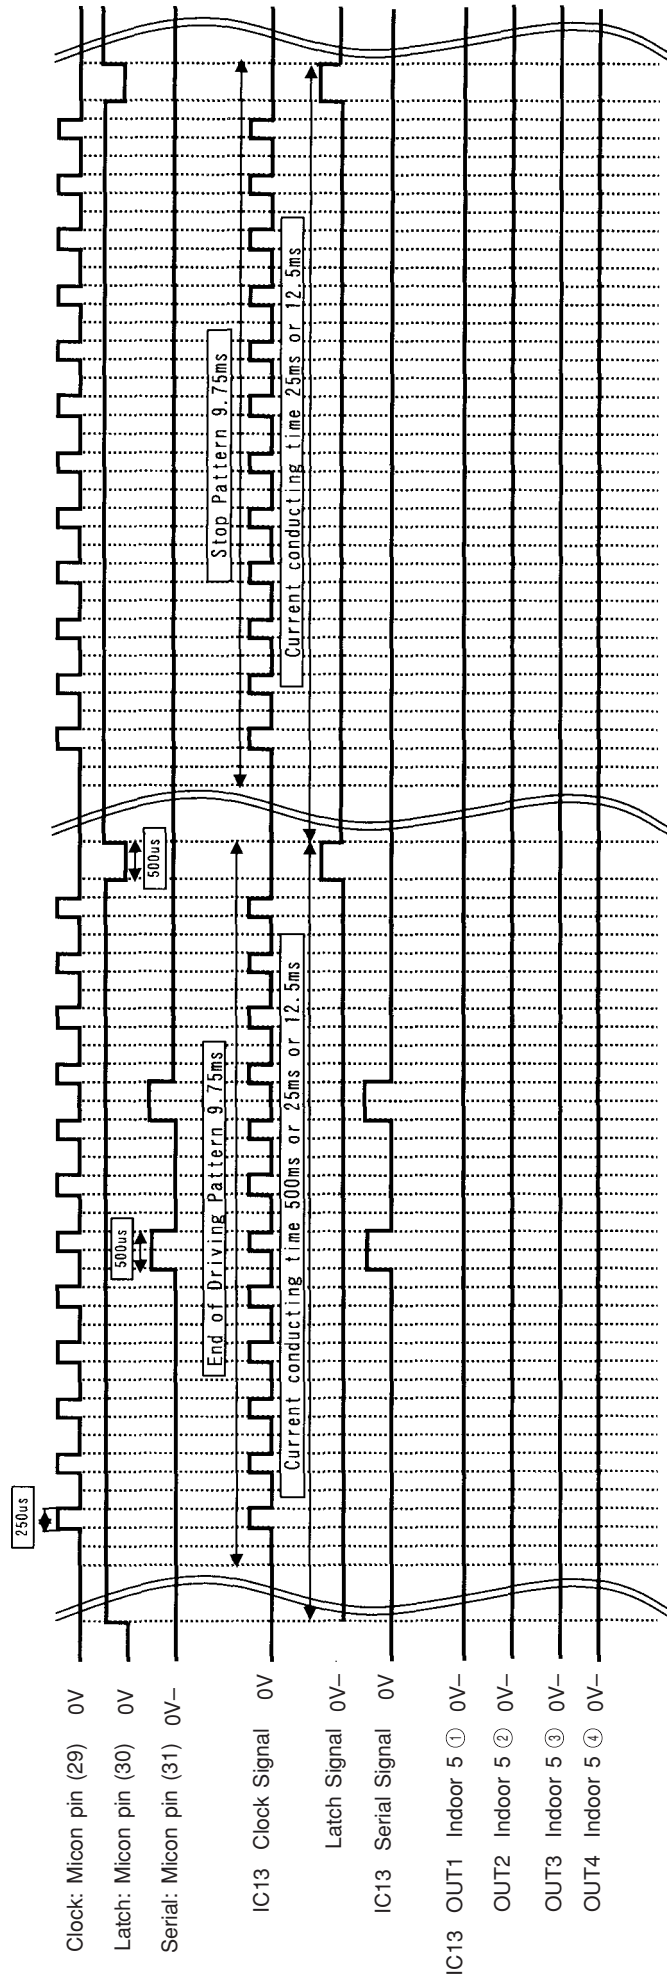 Clock: Micon pin (29) 0V
Latch: Micon pin (30) 0V
Serial: Micon pin (31) 0V–
IC13 Clock Signal 0V
Latch Signal 0V–
IC13 Serial Signal 0V
IC13 OUT1 Indoor 5 ① 0V–
OUT2 Indoor 5 ② 0V–
OUT3 Indoor 5 ③ 0V–
OUT4 Indoor 5 ④ 0V–
250us
500us
500us
End of Driving Pattern 9.75ms
Current conducting time 500ms or 25ms or 12.5ms
Stop Pattern 9.75ms
Current conducting time 25ms or 12.5ms